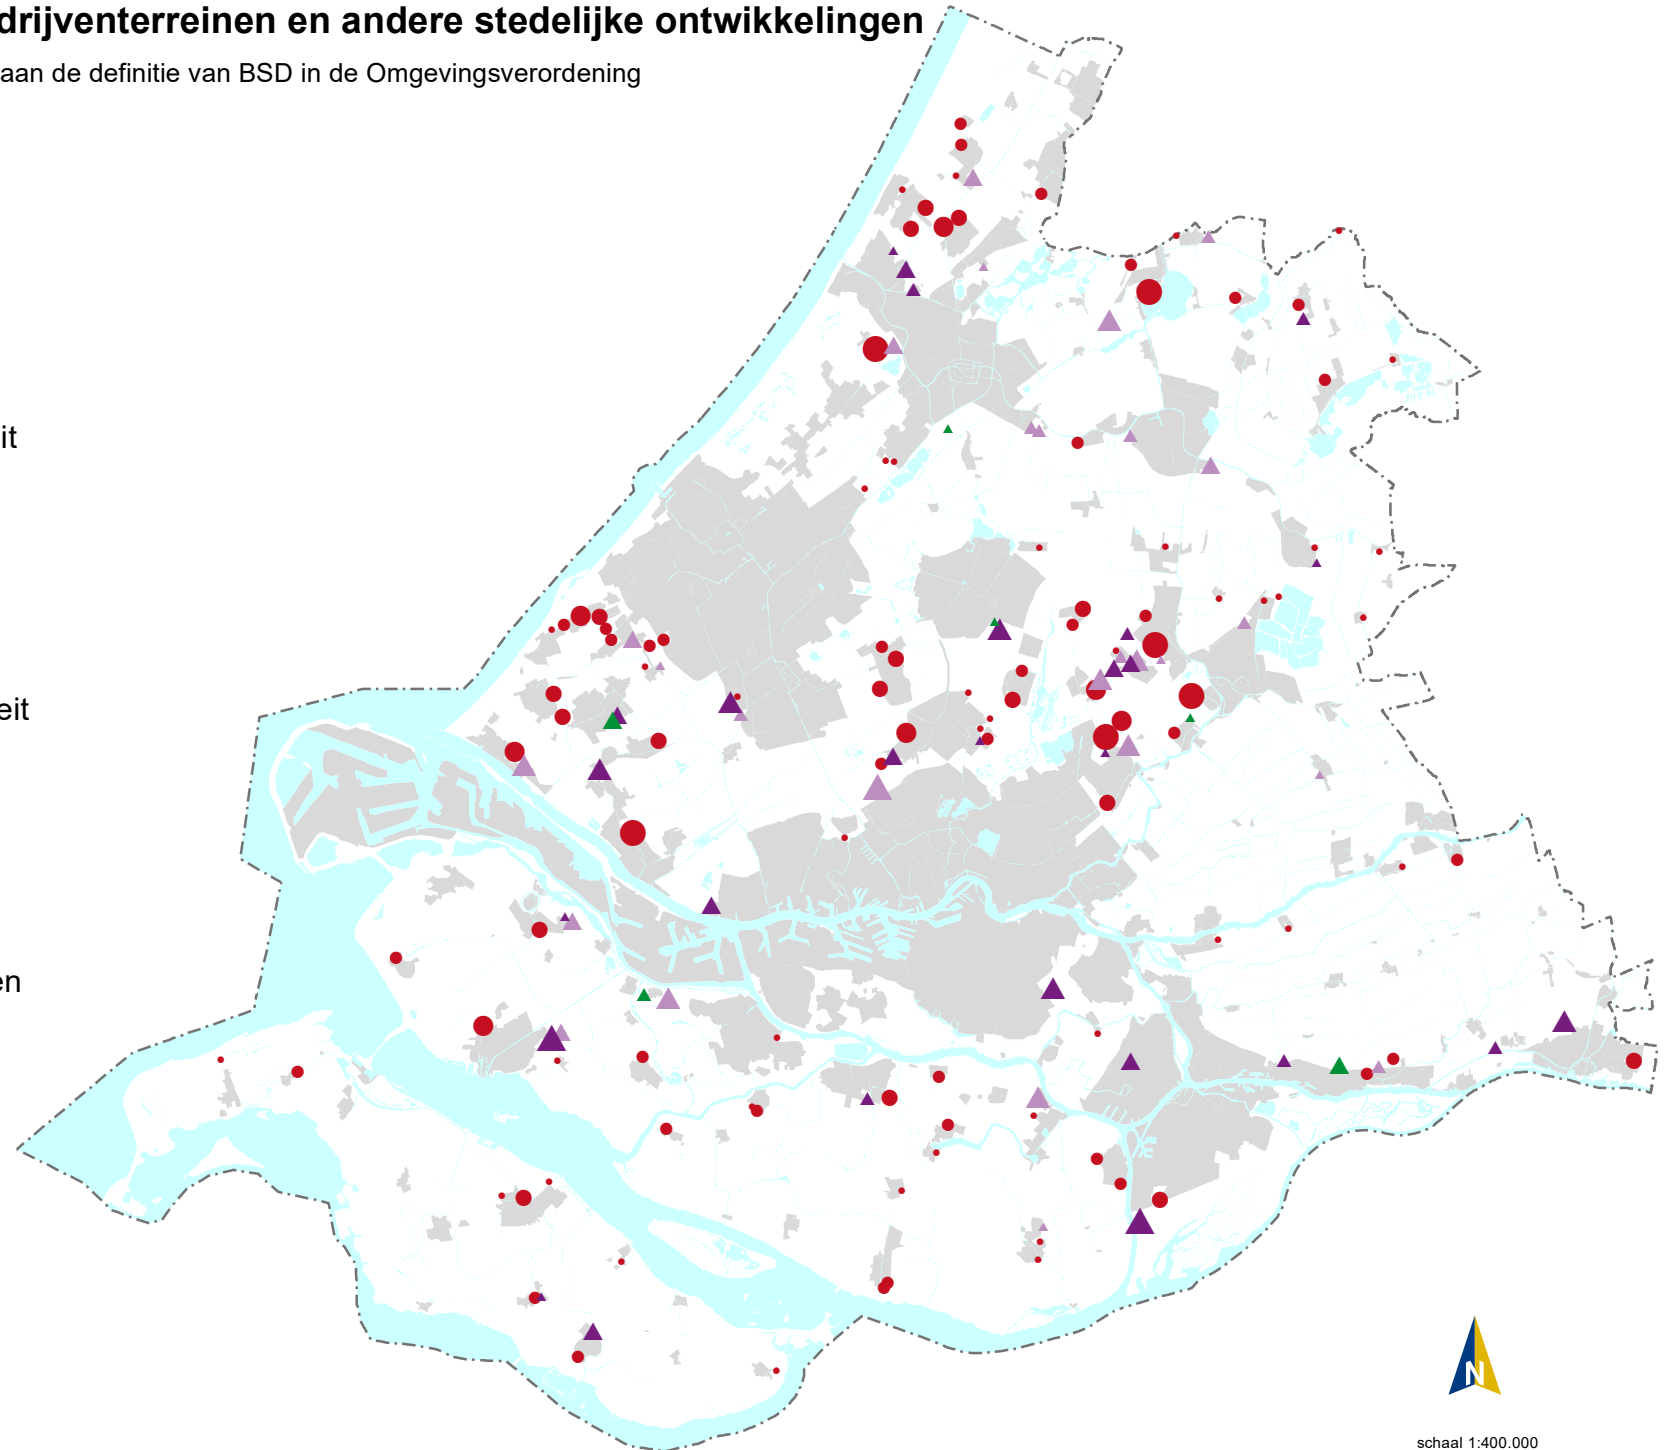 drijventerreinen en andere stedelijke ontwikkelingen
aan de definitie van BSD in de Omgevingsverordening
it
eit
en
N
schaal 1:400.000